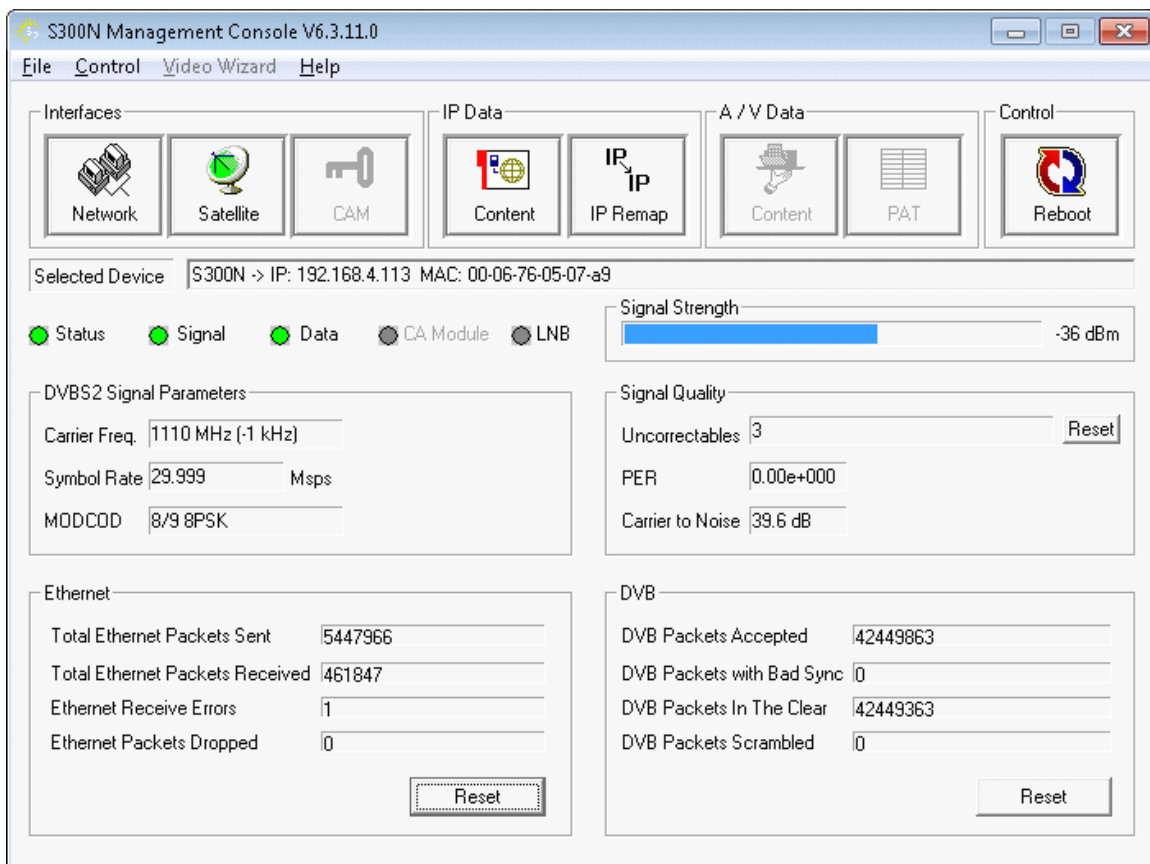 S300N Management Console V6.3.11.0
File Control Video Wizard Help
Interfaces IP Data A / V Data Control
IP IP
Network Satellite CAM Content IP Remap Content PAT Reboot
Selected Device S300N -> IP: 192.168.4.113 MAC: 00-06-76-05-07-a9
Status Signal Data CA Module LNB
Signal Strength
-36 dBm
DVBS2 Signal Parameters
Carrier Freq. 1110 MHz (-1 kHz)
Symbol Rate 29.999 Msps
MODCOD 8/9 8PSK
Signal Quality
Uncorrectables 3 Reset
PER 0.00e+000
Carrier to Noise 39.6 dB
Ethernet
Total Ethernet Packets Sent 5447966
Total Ethernet Packets Received 461847
Ethernet Receive Errors 1
Ethernet Packets Dropped 0
Reset
DVB
DVB Packets Accepted 42449863
DVB Packets with Bad Sync 0
DVB Packets In The Clear 42449363
DVB Packets Scrambled 0
Reset